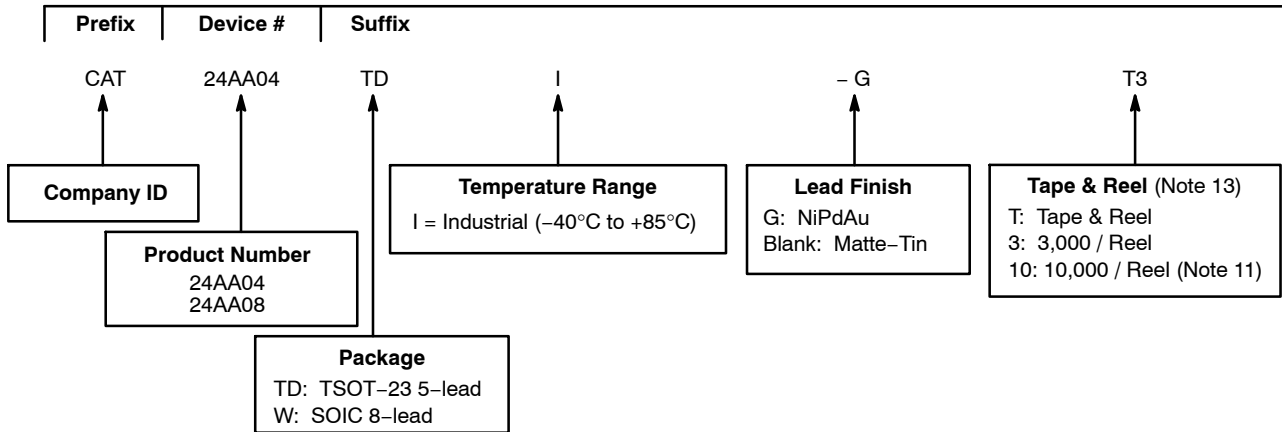 Prefix Device # Suffix
CAT 24AA04 TD I – G T3
Company ID
Product Number
24AA04
24AA08
Package
TD: TSOT–23 5–lead
W: SOIC 8–lead
Temperature Range
I = Industrial (–40°C to +85°C)
Lead Finish
G: NiPdAu
Blank: Matte–Tin
Tape & Reel (Note 13)
T: Tape & Reel
3: 3,000 / Reel
10: 10,000 / Reel (Note 11)